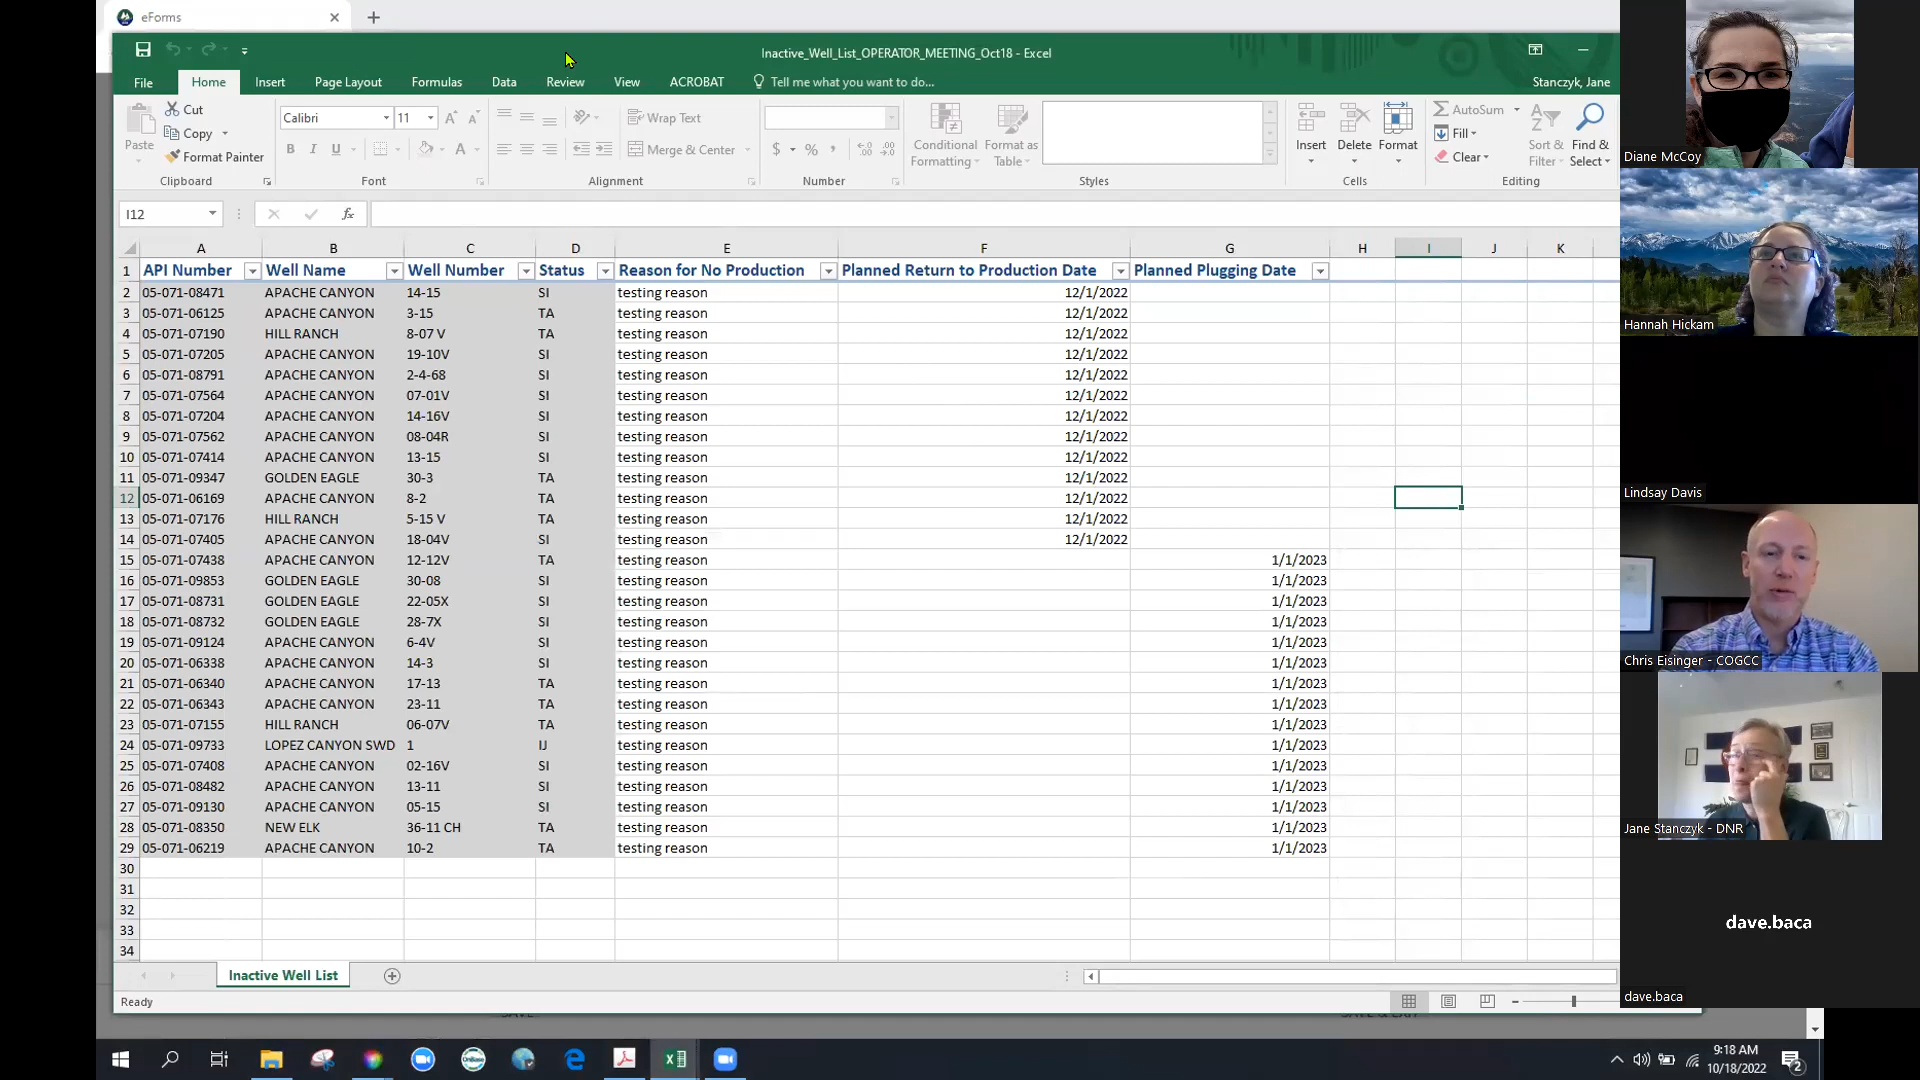 eForms
Inactive_Well_List_OPERATOR_MEETING_Oct18 - Excel
File Home Insert Page Layout Formulas Data Review View ACROBAT Tell me what you want to do... Stanczyk, Jane
Paste Cut Copy Format Painter Clipboard
Calibri 11 B I U A Font
Wrap Text Merge & Center Alignment
$ % , Number
Conditional Formatting Format as Table Styles
Insert Delete Format Cells
AutoSum Fill Clear Sort & Filter Find & Select Editing
I12 fx
A B C D E F G H I J K
1 API Number Well Name Well Number Status Reason for No Production Planned Return to Production Date Planned Plugging Date
2 05-071-08471 APACHE CANYON 14-15 SI testing reason 12/1/2022
3 05-071-06125 APACHE CANYON 3-15 TA testing reason 12/1/2022
4 05-071-07190 HILL RANCH 8-07 V TA testing reason 12/1/2022
5 05-071-07205 APACHE CANYON 19-10V SI testing reason 12/1/2022
6 05-071-08791 APACHE CANYON 2-4-68 SI testing reason 12/1/2022
7 05-071-07564 APACHE CANYON 07-01V SI testing reason 12/1/2022
8 05-071-07204 APACHE CANYON 14-16V SI testing reason 12/1/2022
9 05-071-07562 APACHE CANYON 08-04R SI testing reason 12/1/2022
10 05-071-07414 APACHE CANYON 13-15 SI testing reason 12/1/2022
11 05-071-09347 GOLDEN EAGLE 30-3 TA testing reason 12/1/2022
12 05-071-06169 APACHE CANYON 8-2 TA testing reason 12/1/2022
13 05-071-07176 HILL RANCH 5-15 V TA testing reason 12/1/2022
14 05-071-07405 APACHE CANYON 18-04V SI testing reason 12/1/2022
15 05-071-07438 APACHE CANYON 12-12V TA testing reason 1/1/2023
16 05-071-09853 GOLDEN EAGLE 30-08 SI testing reason 1/1/2023
17 05-071-08731 GOLDEN EAGLE 22-05X SI testing reason 1/1/2023
18 05-071-08732 GOLDEN EAGLE 28-7X SI testing reason 1/1/2023
19 05-071-09124 APACHE CANYON 6-4V SI testing reason 1/1/2023
20 05-071-06338 APACHE CANYON 14-3 SI testing reason 1/1/2023
21 05-071-06340 APACHE CANYON 17-13 TA testing reason 1/1/2023
22 05-071-06343 APACHE CANYON 23-11 TA testing reason 1/1/2023
23 05-071-07155 HILL RANCH 06-07V TA testing reason 1/1/2023
24 05-071-09733 LOPEZ CANYON SWD 1 IJ testing reason 1/1/2023
25 05-071-07408 APACHE CANYON 02-16V SI testing reason 1/1/2023
26 05-071-08482 APACHE CANYON 13-11 SI testing reason 1/1/2023
27 05-071-09130 APACHE CANYON 05-15 SI testing reason 1/1/2023
28 05-071-08350 NEW ELK 36-11 CH TA testing reason 1/1/2023
29 05-071-06219 APACHE CANYON 10-2 TA testing reason 1/1/2023
30
31
32
33
34
Inactive Well List
Ready
9:18 AM
10/18/2022
2
Diane McCoy
Hannah Hickam
Lindsay Davis
Chris Eisinger - COGCC
Jane Stanczyk - DNR
dave.baca
dave.baca